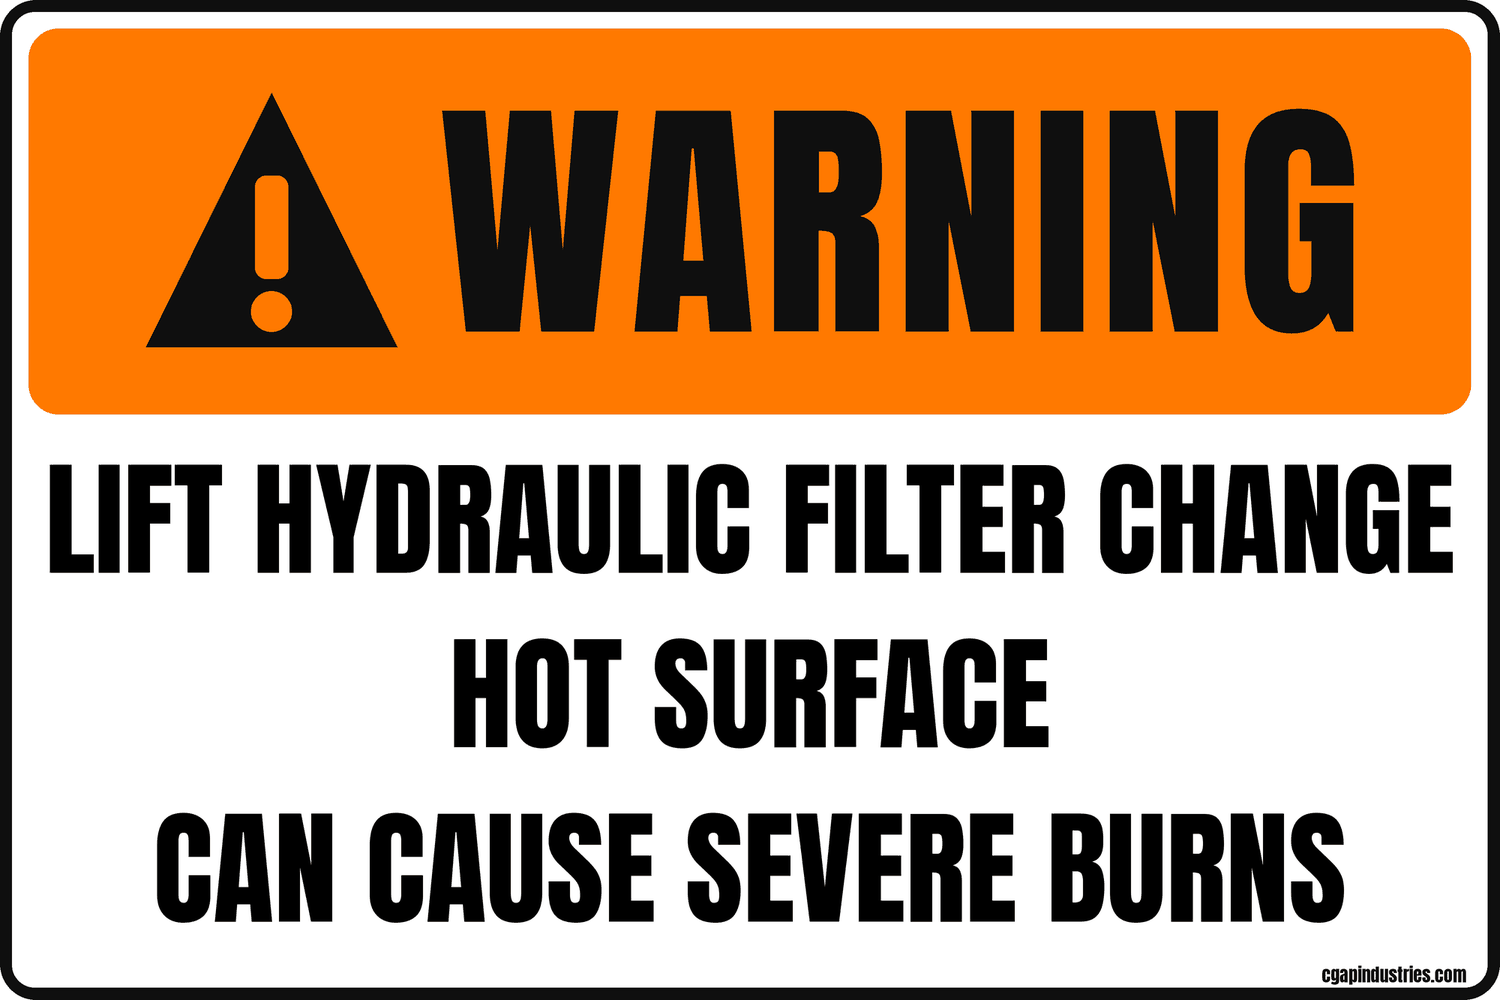 WARNING
LIFT HYDRAULIC FILTER CHANGE
HOT SURFACE
CAN CAUSE SEVERE BURNS
cgapindustries.com